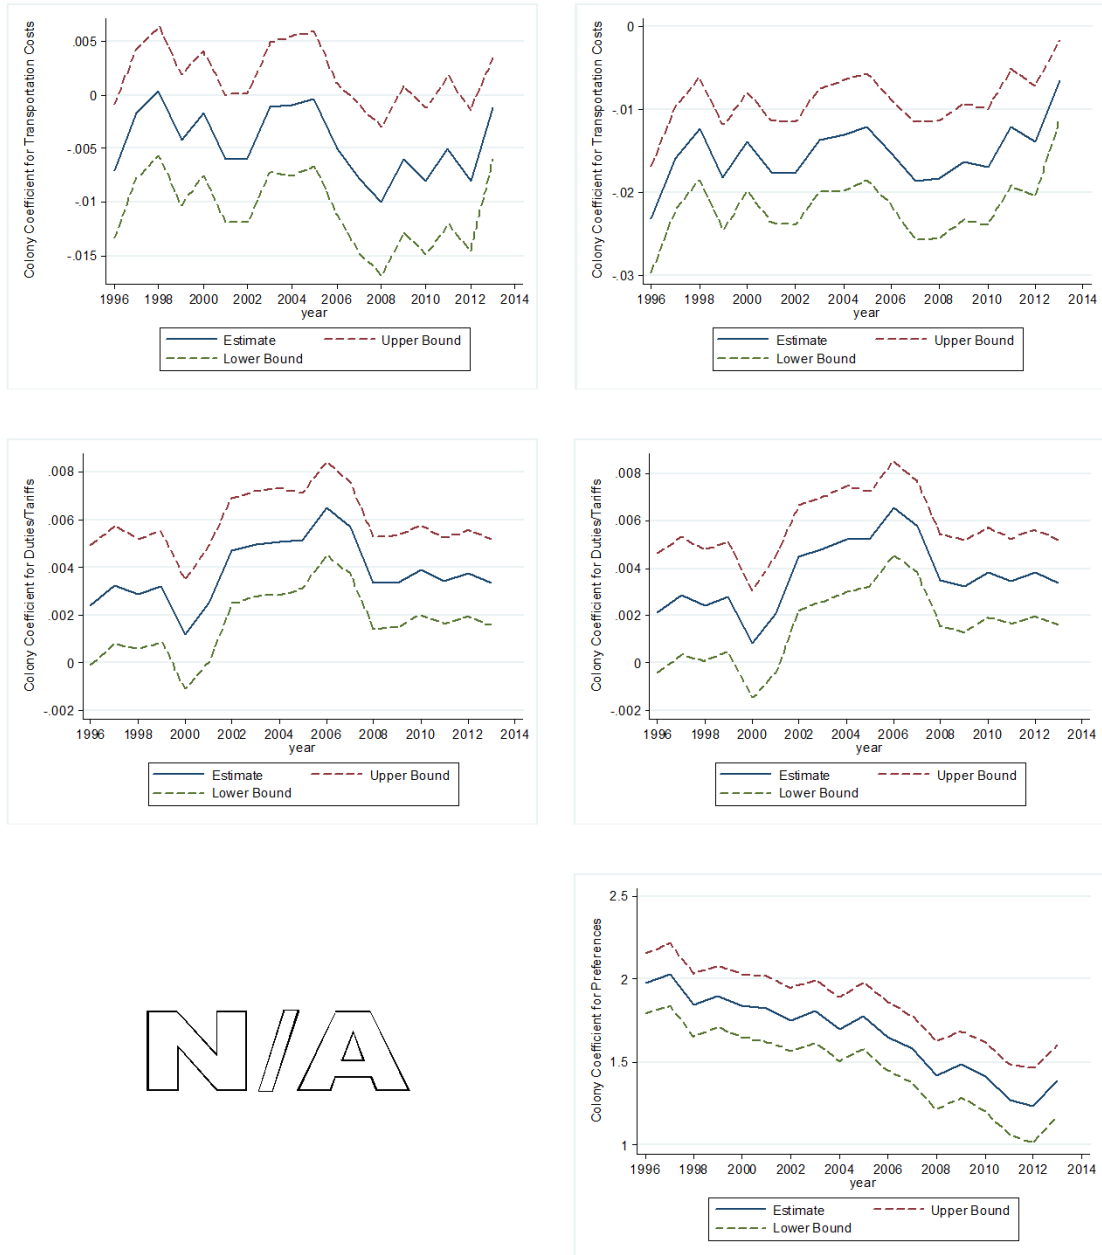 Colony Coefficient for Transportation Costs
.005
0
-.005
-.01
-.015
1996 1998 2000 2002 2004 2006 2008 2010 2012 2014
year
Estimate Upper Bound
Lower Bound
Colony Coefficient for Transportation Costs
0
-.01
-.02
-.03
1996 1998 2000 2002 2004 2006 2008 2010 2012 2014
year
Estimate Upper Bound
Lower Bound
Colony Coefficient for Duties/Tariffs
.008
.006
.004
.002
0
-.002
1996 1998 2000 2002 2004 2006 2008 2010 2012 2014
year
Estimate Upper Bound
Lower Bound
Colony Coefficient for Duties/Tariffs
.008
.006
.004
.002
0
-.002
1996 1998 2000 2002 2004 2006 2008 2010 2012 2014
year
Estimate Upper Bound
Lower Bound
N/A
Colony Coefficient for Preferences
2.5
2
1.5
1
1996 1998 2000 2002 2004 2006 2008 2010 2012 2014
year
Estimate Upper Bound
Lower Bound